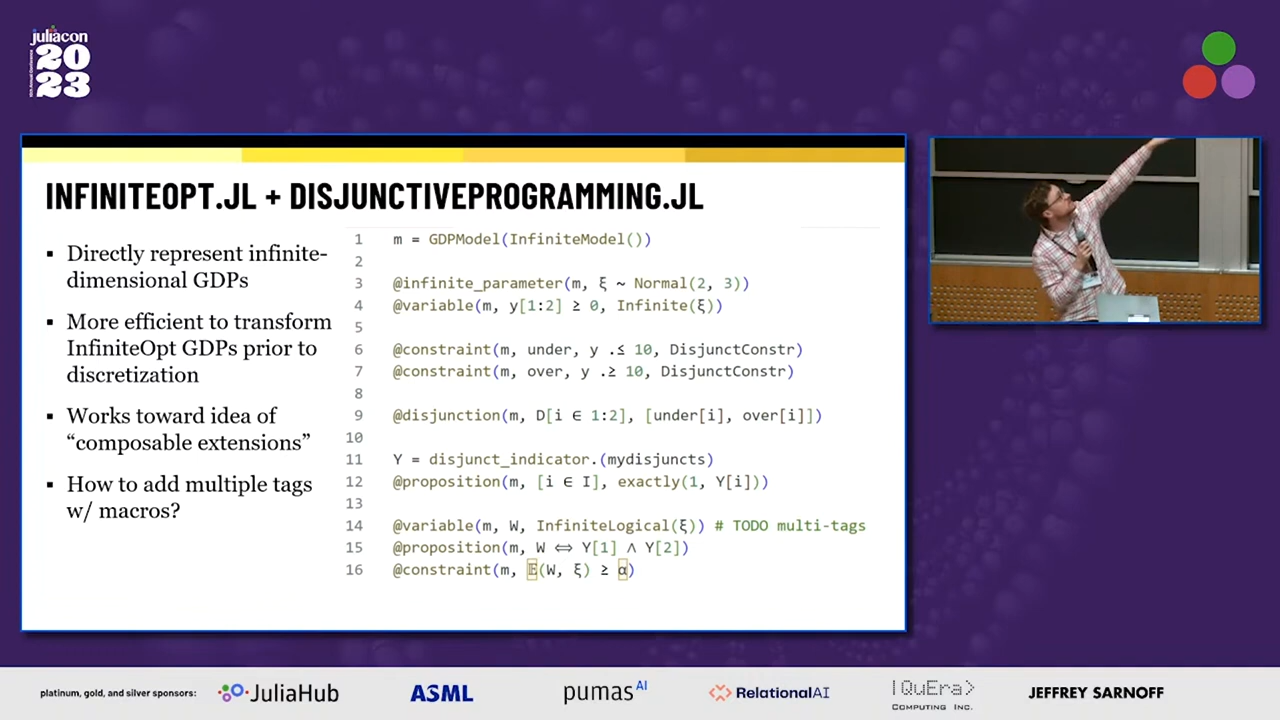 juliacon
20
23
INFINITEOPT.JL + DISJUNCTIVEPROGRAMMING.JL
▪ Directly represent infinite-
dimensional GDPs
▪ More efficient to transform
InfiniteOpt GDPs prior to
discretization
▪ Works toward idea of
“composable extensions”
▪ How to add multiple tags
w/ macros?
1 m = GDPModel(InfiniteModel())
2
3 @infinite_parameter(m, ξ ~ Normal(2, 3))
4 @variable(m, y[1:2] ≥ 0, Infinite(ξ))
5
6 @constraint(m, under, y .≤ 10, DisjunctConstr)
7 @constraint(m, over, y .≥ 10, DisjunctConstr)
8
9 @disjunction(m, D[i ∈ 1:2], [under[i], over[i]])
10
11 Y = disjunct_indicator.(mydisjuncts)
12 @proposition(m, [i ∈ I], exactly(1, Y[i]))
13
14 @variable(m, W, InfiniteLogical(ξ)) # TODO multi-tags
15 @proposition(m, W ⇔ Y[1] ∧ Y[2])
16 @constraint(m, 𝔼(W, ξ) ≥ α)
platinum, gold, and silver sponsors:
JuliaHub
ASML
pumas AI
RelationalAI
|QuEra⟩
COMPUTING INC.
JEFFREY SARNOFF